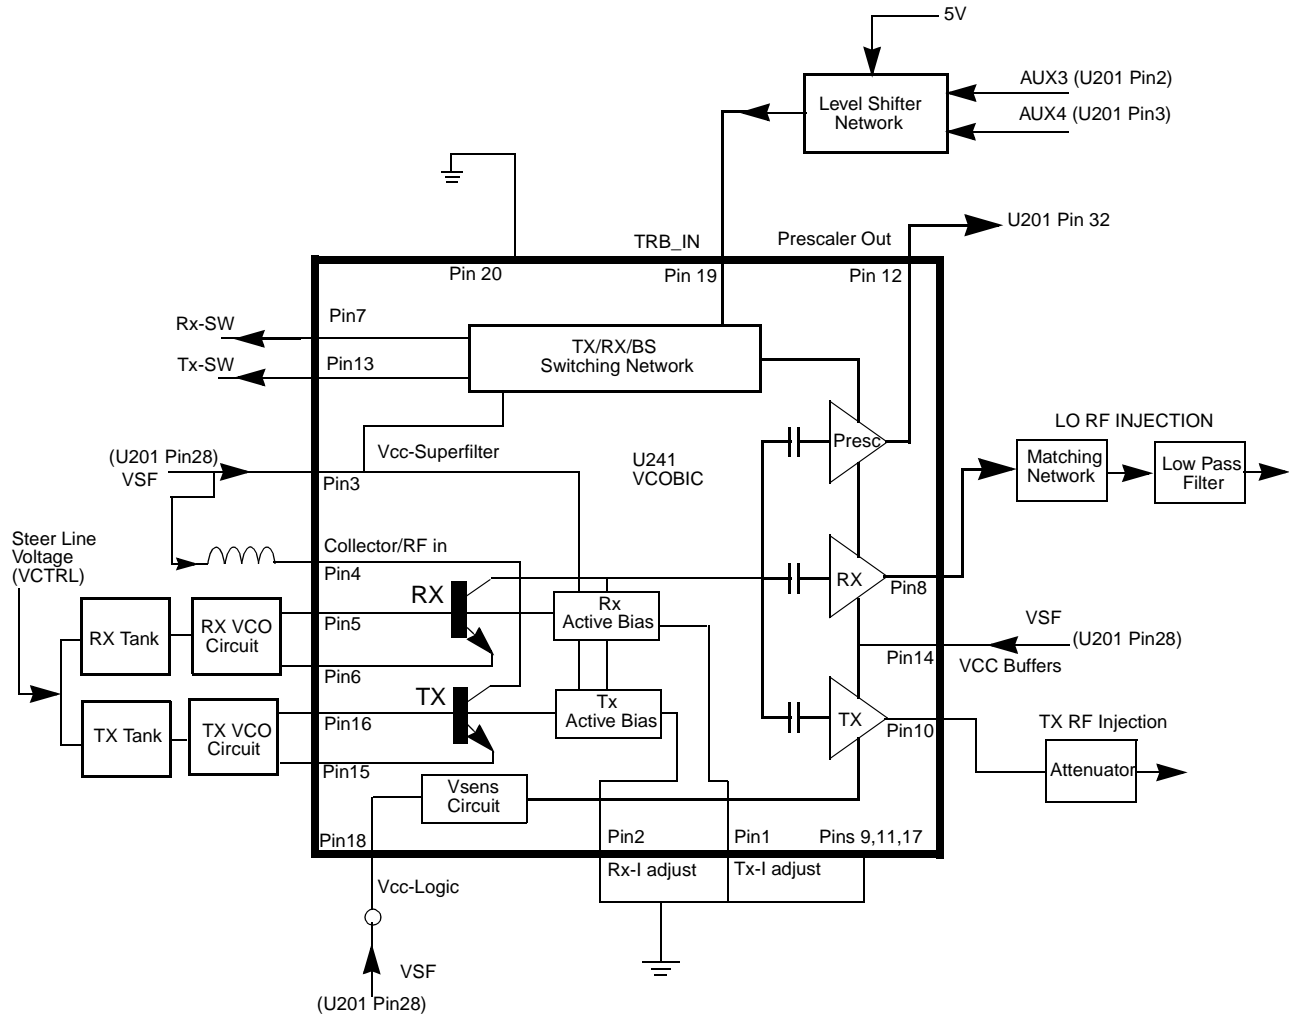 5V
AUX3 (U201 Pin2)
Level Shifter
Network
AUX4 (U201 Pin3)
U201 Pin 32
TRB_IN
Prescaler Out
Pin 20
Pin 19
Pin 12
Pin7
Rx-SW
TX/RX/BS
Switching Network
Tx-SW
Pin13
Presc
LO RF INJECTION
Vcc-Superfilter
U241
VCOBIC
(U201 Pin28)
VSF
Pin3
Matching
Network
Low Pass
Filter
Steer Line
Voltage
(VCTRL)
Collector/RF in
Pin4
RX
RX
Pin8
Rx
Active Bias
RX Tank
RX VCO
Circuit
Pin5
VSF
(U201 Pin28)
Pin14
VCC Buffers
Pin6
TX
Tx
Active Bias
TX
Pin10
TX RF Injection
TX Tank
TX VCO
Circuit
Pin16
Pin15
Attenuator
Vsens
Circuit
Pin18
Pin2
Pin1
Pins 9,11,17
Rx-I adjust
Tx-I adjust
Vcc-Logic
VSF
(U201 Pin28)